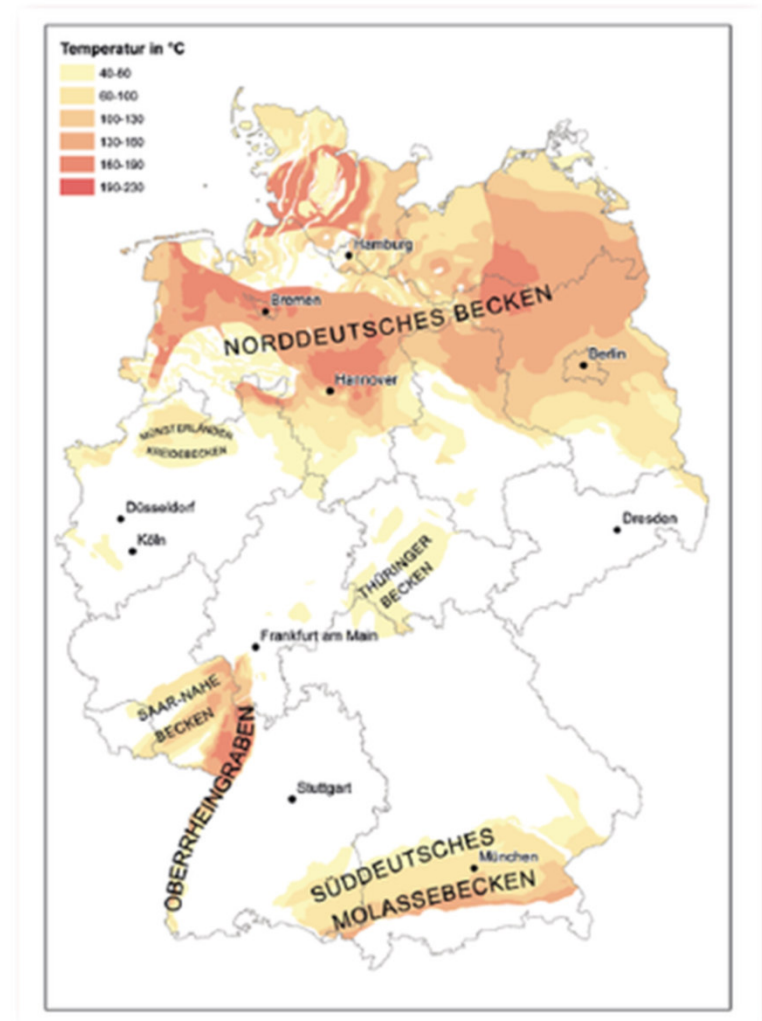 Temperatur in °C
40-60
60-100
100-130
130-160
160-190
190-230
Hamburg
Bremen
NORDDEUTSCHES BECKEN
Berlin
Hannover
MÜNSTERLÄNDER
KREIDEBECKEN
Düsseldorf
Köln
Dresden
THÜRINGER
BECKEN
Frankfurt am Main
SAAR-NAHE
BECKEN
OBERRHEINGRABEN
Stuttgart
SÜDDEUTSCHES
München
MOLASSEBECKEN